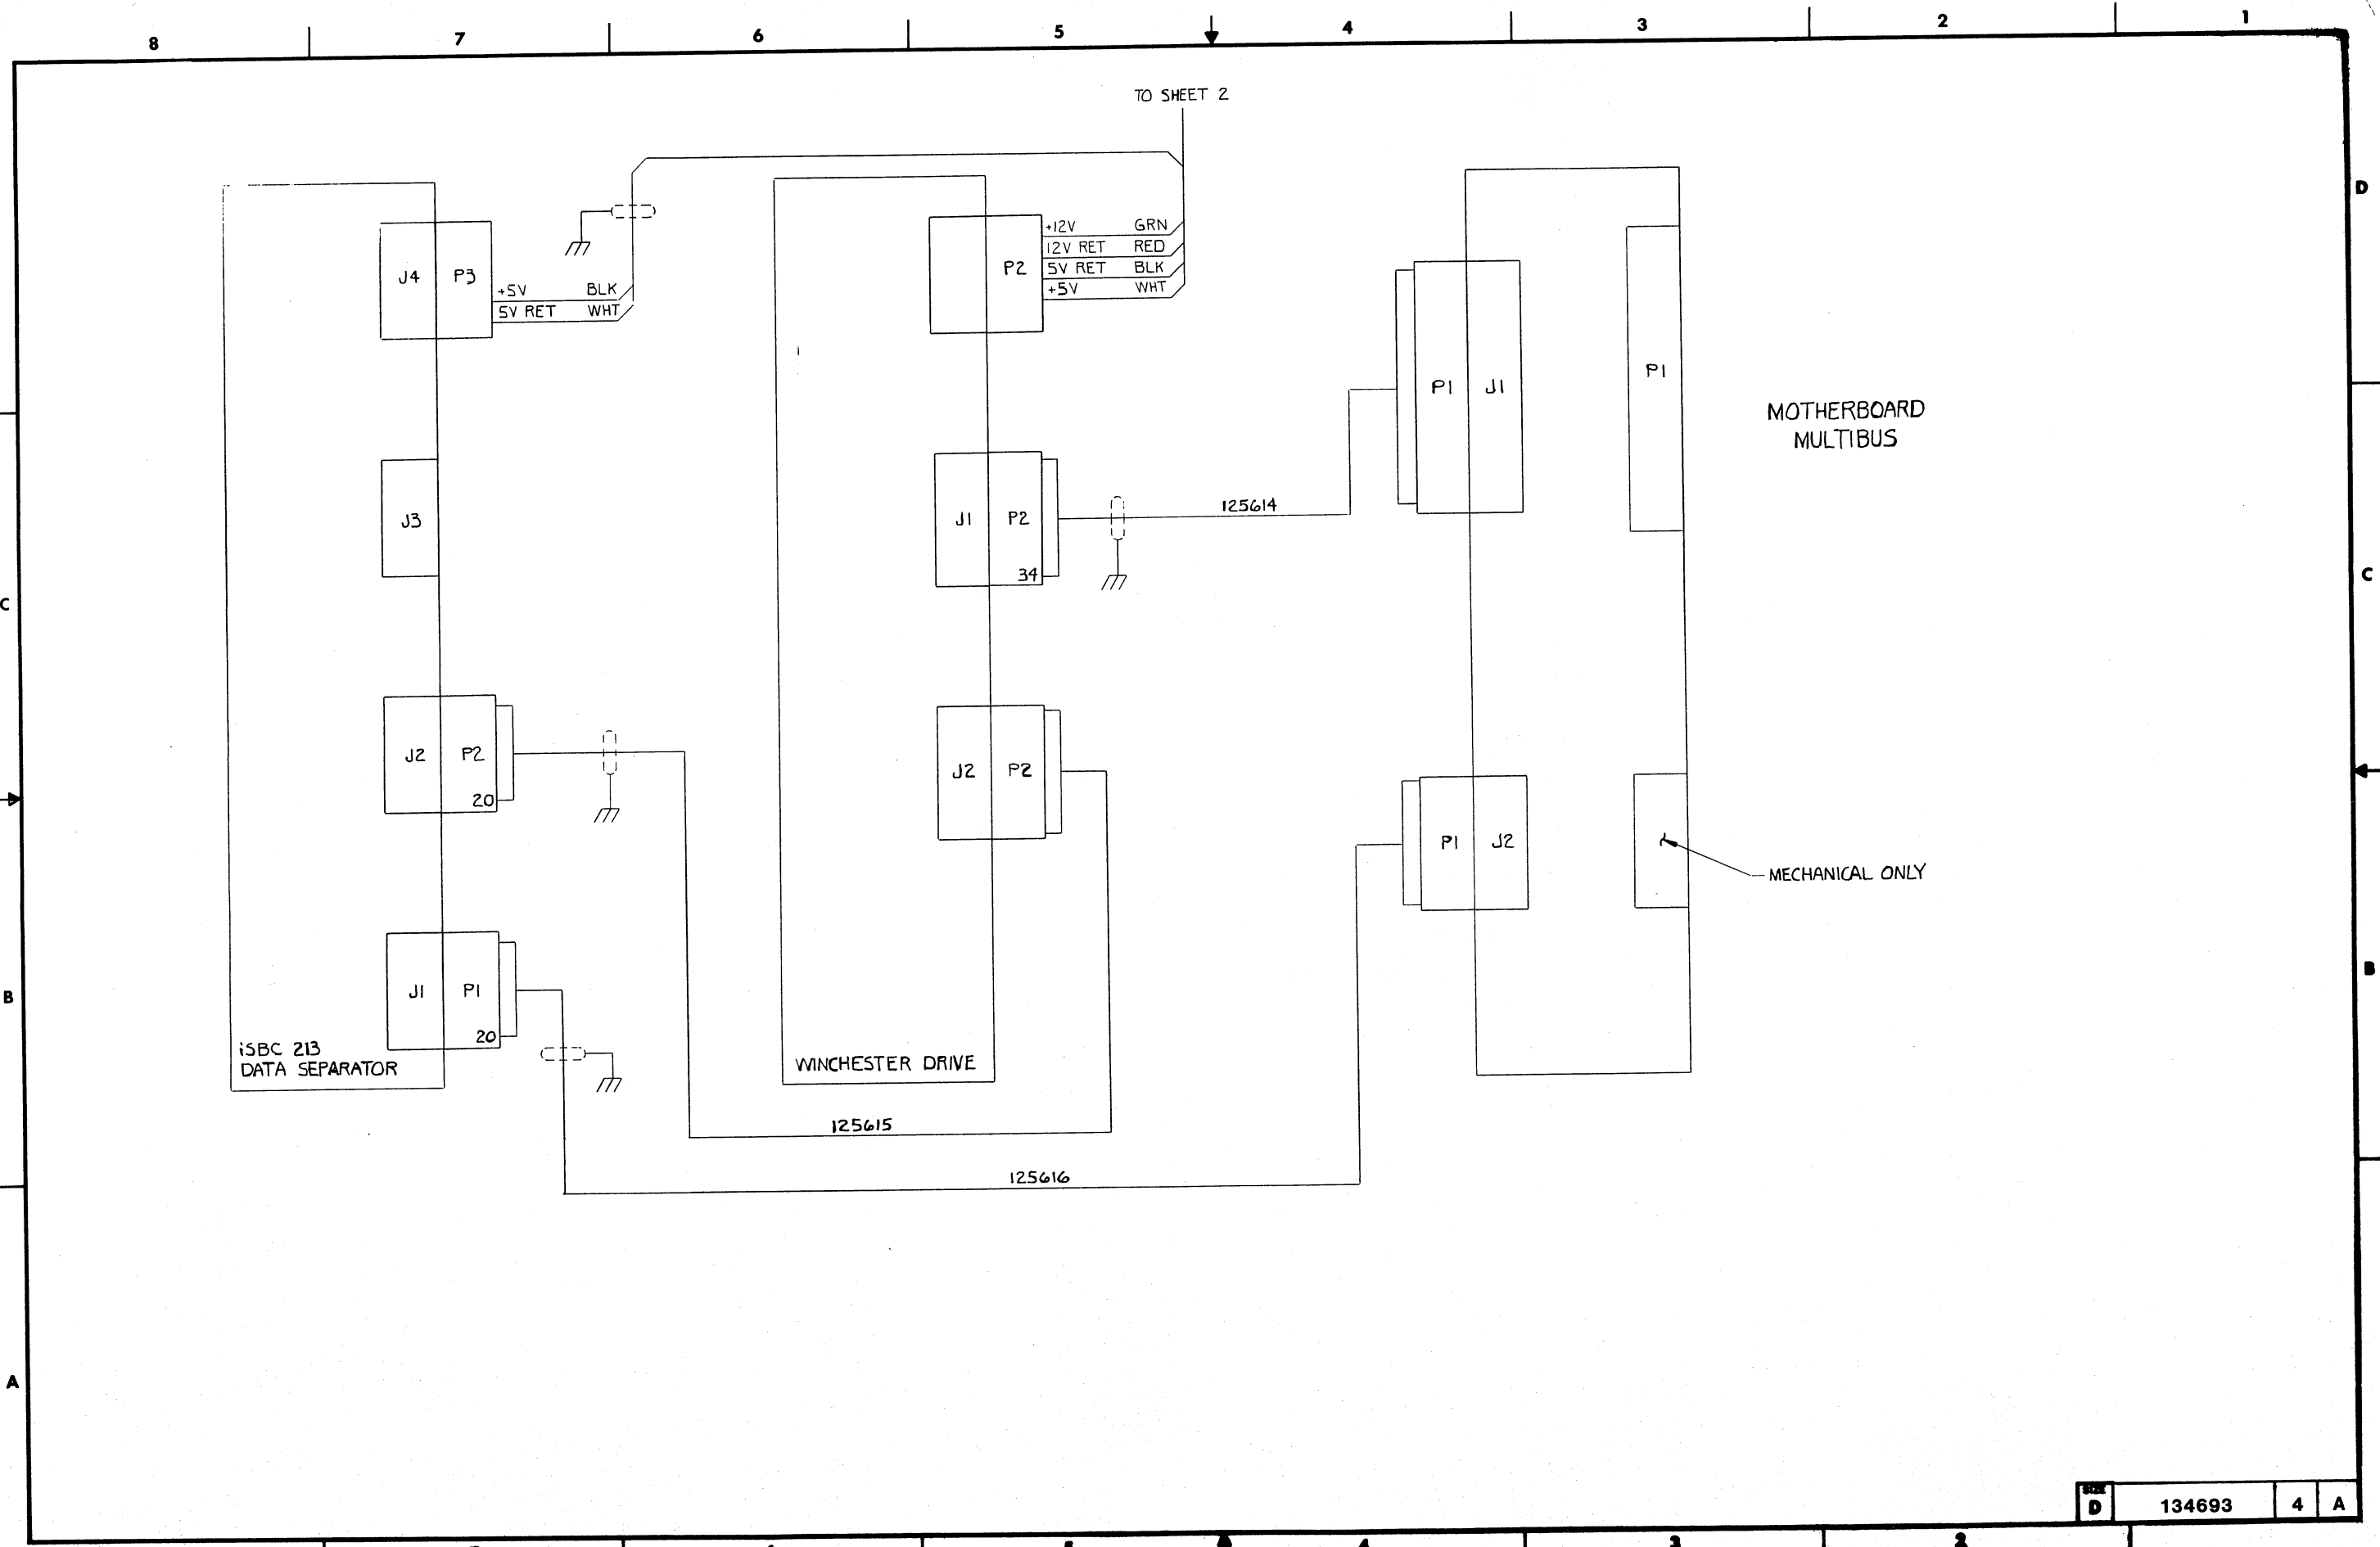 8 7 6 5 4 3 2 1
TO SHEET 2
D
+12V GRN
12V RET RED
5V RET BLK
+5V WHT
P2
J4 P3
+5V BLK
5V RET WHT
P1 J1
P1
MOTHERBOARD
MULTIBUS
J3
J1 P2
34
125614
C
C
J2 P2
20
J2 P2
P1 J2
MECHANICAL ONLY
J1 P1
20
B
B
iSBC 213
DATA SEPARATOR
WINCHESTER DRIVE
125615
125616
A
SIZE
D 134693 4 A